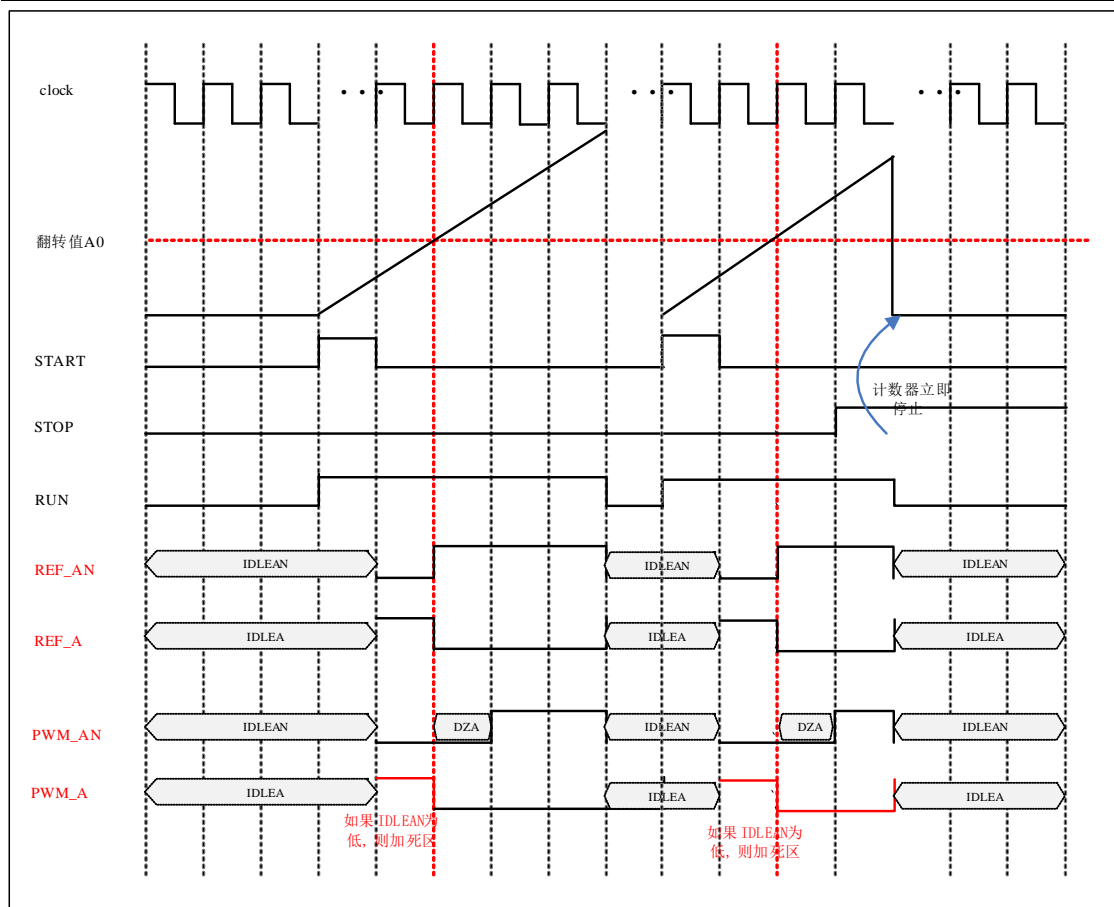 clock
• • •
• • •
• • •
翻转值A0
START
计数器立即
停止
STOP
RUN
REF_AN
IDLEAN
IDLEAN
IDLEAN
REF_A
IDLEA
IDLEA
IDLEA
PWM_AN
IDLEAN
DZA
IDLEAN
DZA
IDLEAN
PWM_A
IDLEA
IDLEA
IDLEA
如果 IDLEAN为
低, 则加死区
如果 IDLEAN为
低, 则加死区